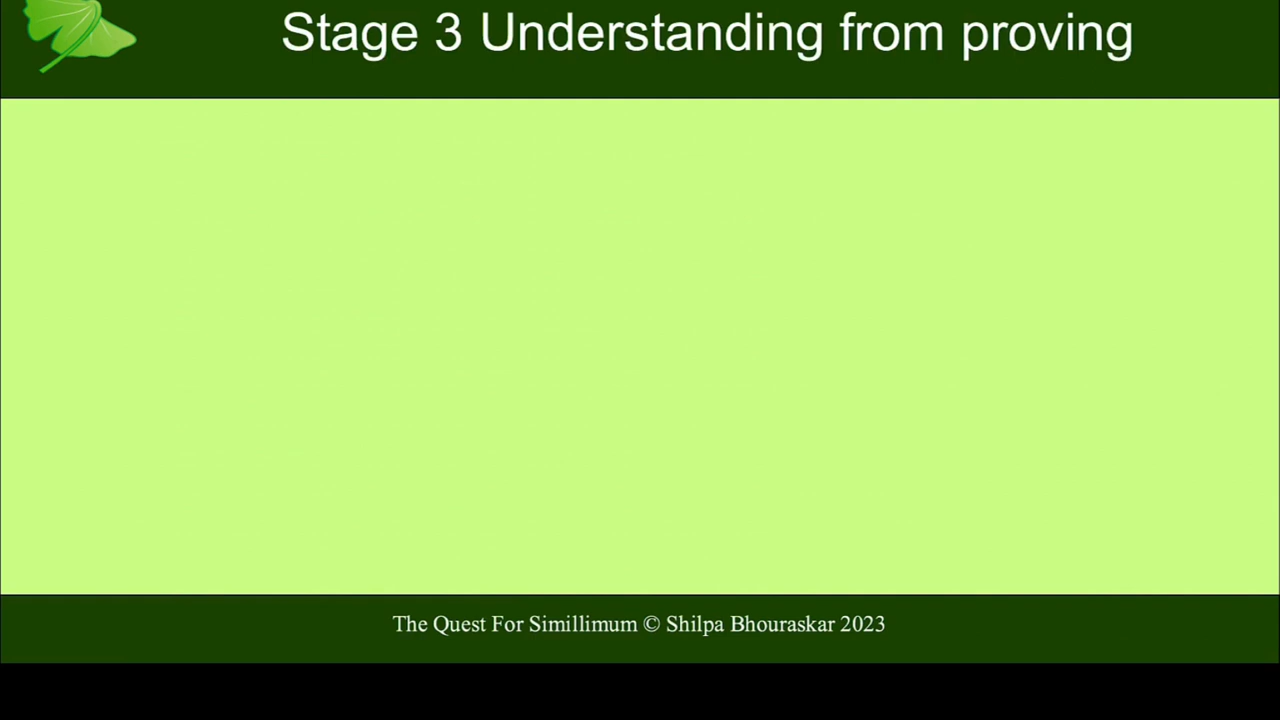 Stage 3 Understanding from proving
The Quest For Simillimum © Shilpa Bhouraskar 2023